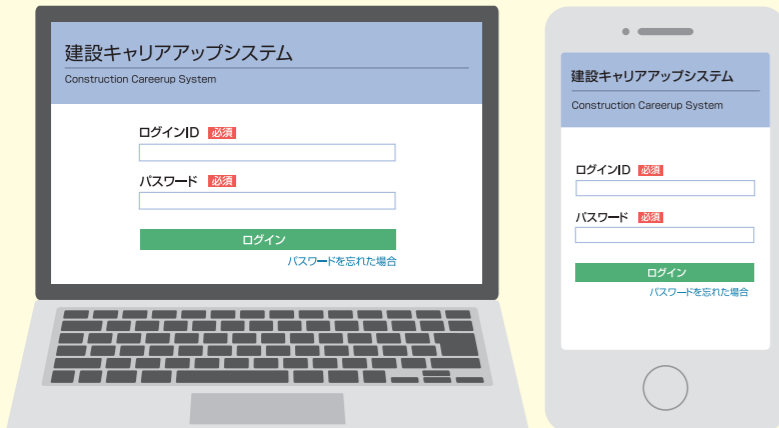 建設キャリアアップシステム
Construction Careerup System
ログインID 必須
パスワード 必須
ログイン
パスワードを忘れた場合
建設キャリアアップシステム
Construction Careerup System
ログインID 必須
パスワード 必須
ログイン
パスワードを忘れた場合